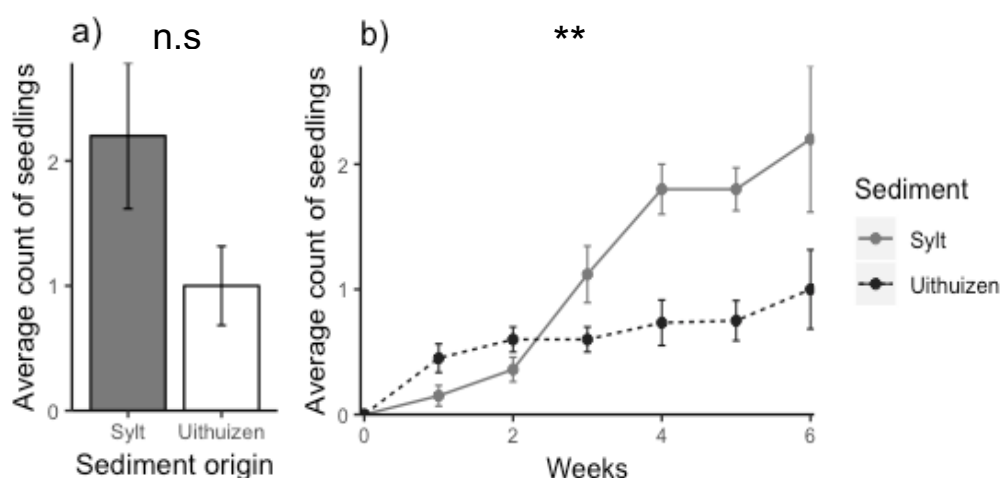 a)
n.s
Average count of seedlings
2
1
0
Sylt Uithuizen
Sediment origin
b)
**
Average count of seedlings
2
1
0
0 2 4 6
Weeks
Sediment
Sylt
Uithuizen